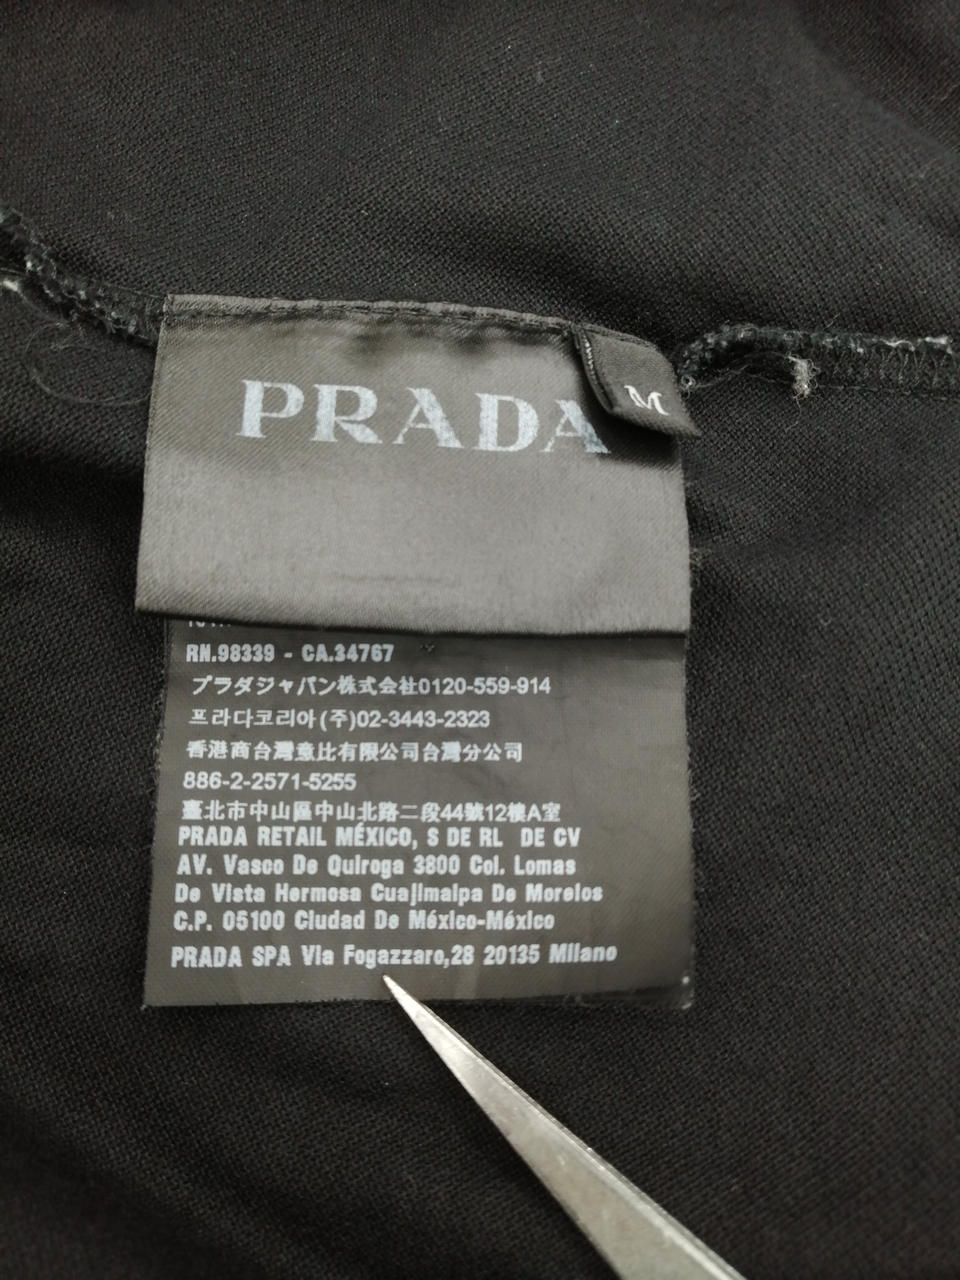 PRADA
M
RN.98339 - CA.34767
プラダジャパン株式会社0120-559-914
프라다코리아(주)02-3443-2323
香港商台灣意比有限公司台灣分公司
886-2-2571-5255
臺北市中山區中山北路二段44號12樓A室
PRADA RETAIL MÉXICO, S DE RL DE CV
AV. Vasco De Quiroga 3800 Col. Lomas
De Vista Hermosa Cuajimalpa De Morelos
C.P. 05100 Ciudad De México-México
PRADA SPA Via Fogazzaro,28 20135 Milano